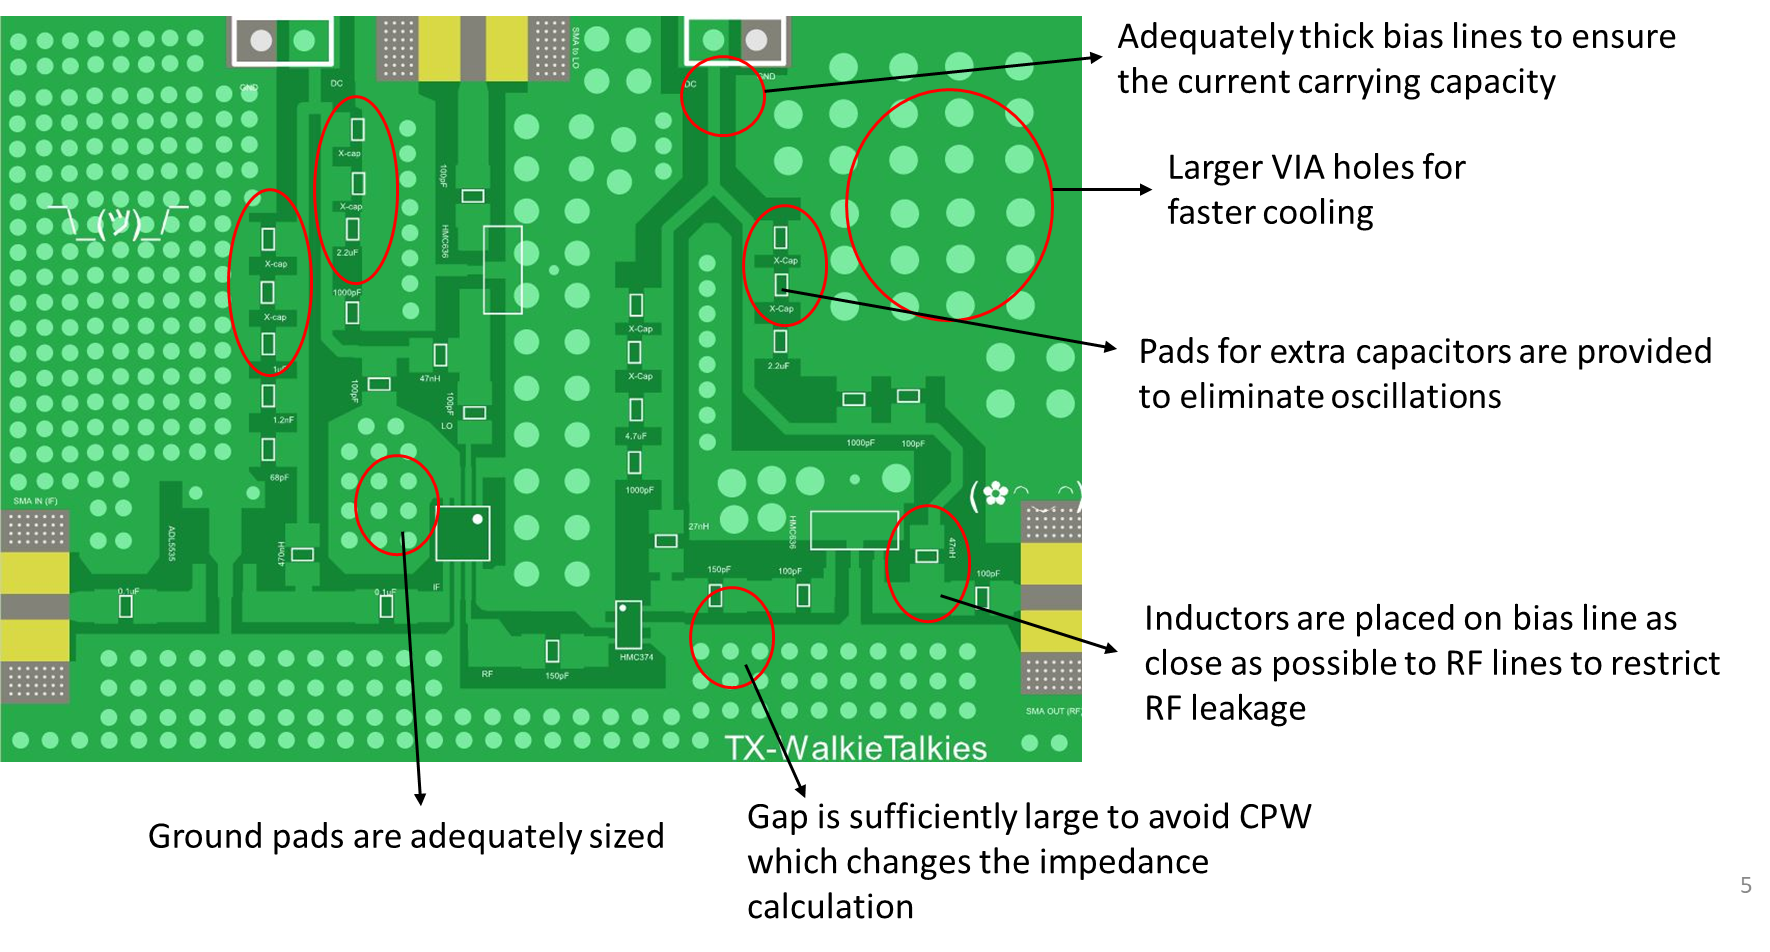 Adequately thick bias lines to ensure
the current carrying capacity
Larger VIA holes for
faster cooling
Pads for extra capacitors are provided
to eliminate oscillations
Inductors are placed on bias line as
close as possible to RF lines to restrict
RF leakage
Gap is sufficiently large to avoid CPW
which changes the impedance
calculation
Ground pads are adequately sized
5
GND
DC
SMA to LO
DC
GND
X-cap
X-cap
2.2uF
1000pF
100pF
HMC636
¯\_(ツ)_/¯
X-cap
X-cap
1.2nF
68pF
47nH
100pF
100pF
LO
X-Cap
X-Cap
4.7uF
1000pF
X-Cap
X-Cap
2.2uF
1000pF
100pF
SMA IN (IF)
ADL5535
470nH
0.1uF
0.1uF
IF
27nH
150pF
100pF
HMC636
47nH
100pF
HMC374
RF
150pF
SMA OUT (RF)
TX-WalkieTalkies